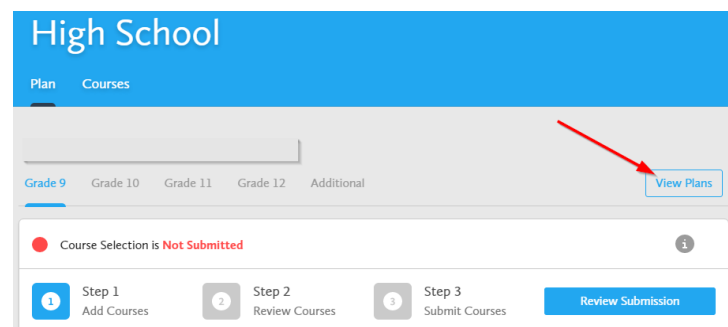 High School
Plan Courses
Grade 9 Grade 10 Grade 11 Grade 12 Additional View Plans
Course Selection is Not Submitted i
1 Step 1 2 Step 2 3 Step 3 Review Submission
Add Courses Review Courses Submit Courses